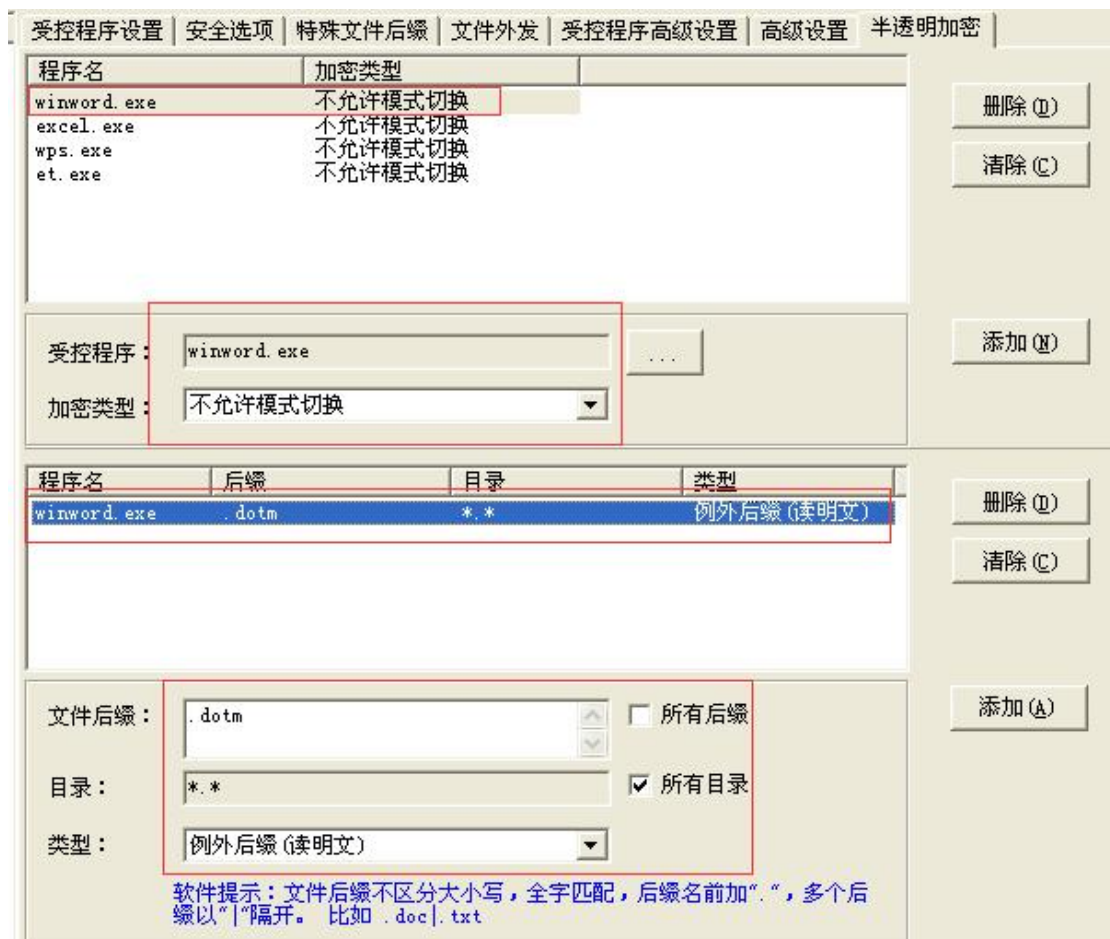 受控程序设置 安全选项 特殊文件后缀 文件外发 受控程序高级设置 高级设置 半透明加密
程序名 加密类型
winword.exe 不允许模式切换
excel.exe 不允许模式切换
wps.exe 不允许模式切换
et.exe 不允许模式切换
删除(D)
清除(C)
受控程序： winword.exe ... 添加(N)
加密类型： 不允许模式切换
程序名 后缀 目录 类型
winword.exe .dotm *.* 例外后缀(读明文)
删除(D)
清除(C)
文件后缀： .dotm 所有后缀 添加(A)
目录： *.* 所有目录
类型： 例外后缀(读明文)
软件提示：文件后缀不区分大小写，全字匹配，后缀名前加"."，多个后
缀以"|"隔开。 比如 .doc|.txt